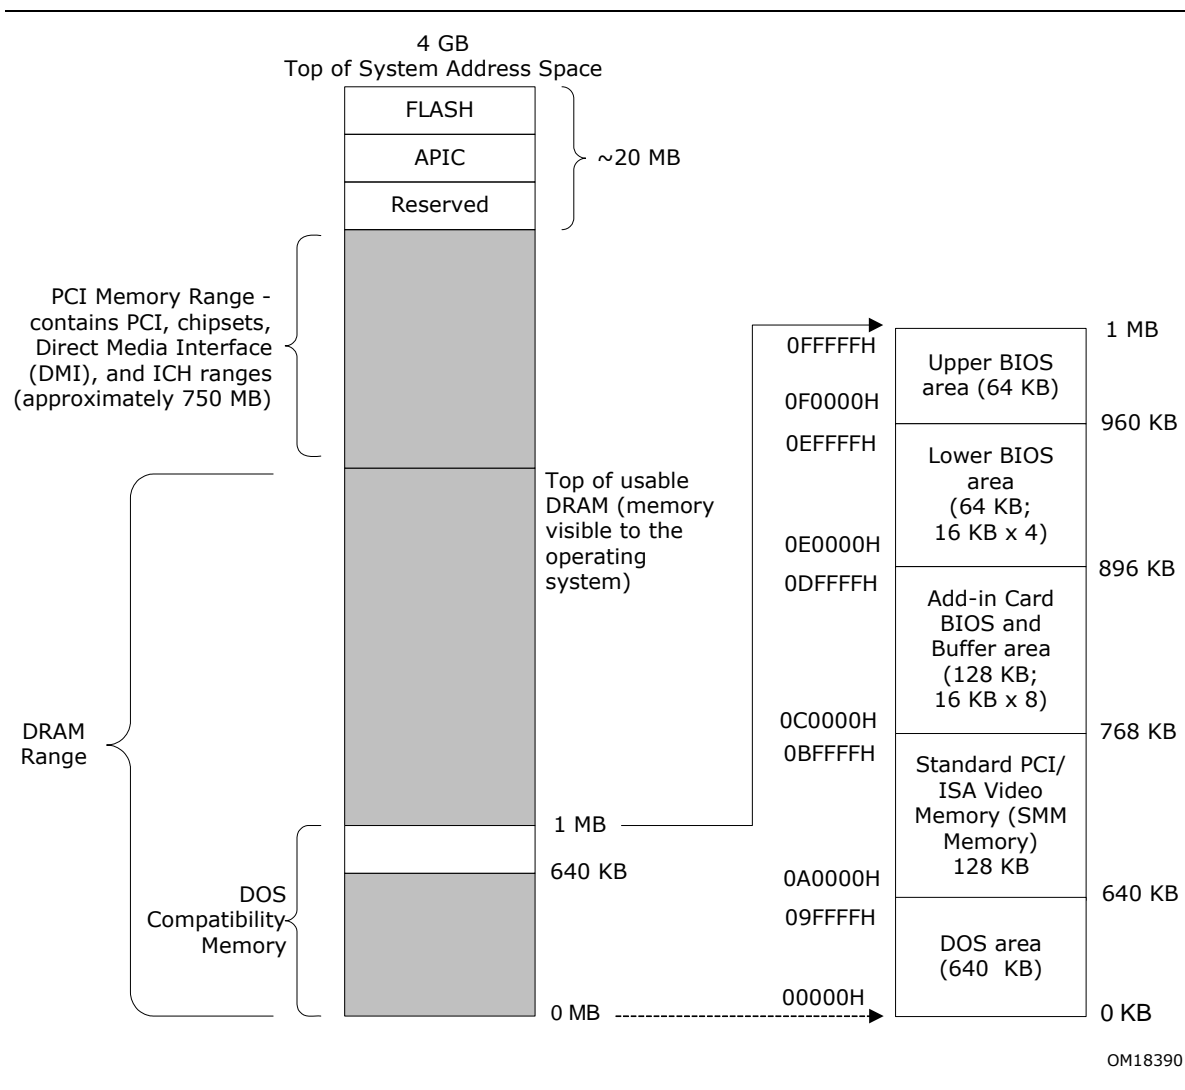 4 GB
Top of System Address Space
FLASH
APIC
~20 MB
Reserved
PCI Memory Range -
contains PCI, chipsets,
Direct Media Interface
(DMI), and ICH ranges
(approximately 750 MB)
Top of usable
DRAM (memory
visible to the
operating
system)
DRAM
Range
1 MB
640 KB
DOS
Compatibility
Memory
0 MB
1 MB
0FFFFFH
Upper BIOS
area (64 KB)
0F0000H
960 KB
0EFFFFH
Lower BIOS
area
(64 KB;
16 KB x 4)
0E0000H
896 KB
0DFFFFH
Add-in Card
BIOS and
Buffer area
(128 KB;
16 KB x 8)
0C0000H
768 KB
0BFFFFH
Standard PCI/
ISA Video
Memory (SMM
Memory)
128 KB
0A0000H
640 KB
09FFFFH
DOS area
(640 KB)
00000H
0 KB
OM18390